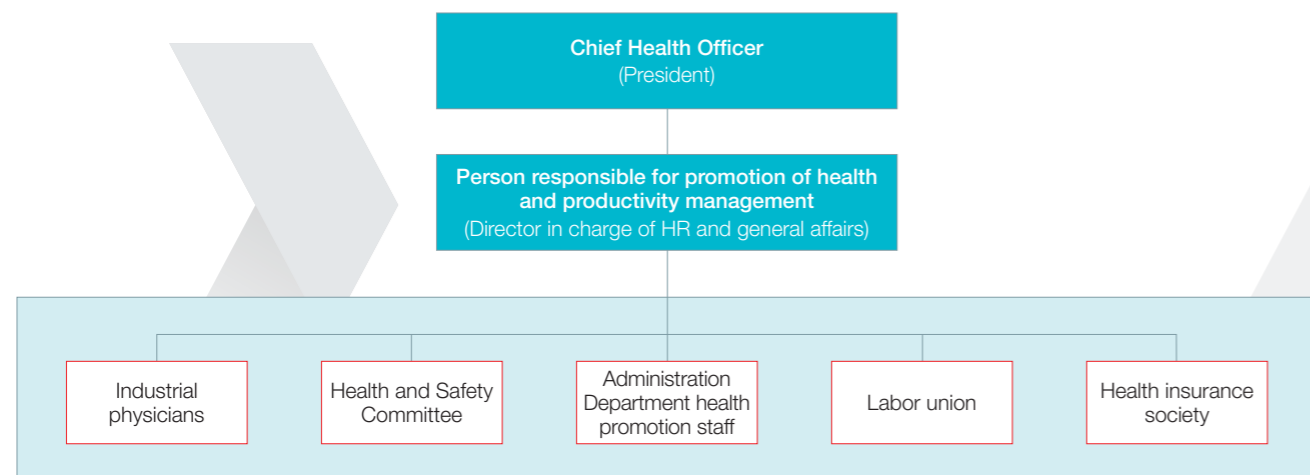 Chief Health Officer
(President)
Person responsible for promotion of health
and productivity management
(Director in charge of HR and general affairs)
Industrial
physicians
Health and Safety
Committee
Administration
Department health
promotion staff
Labor union
Health insurance
society